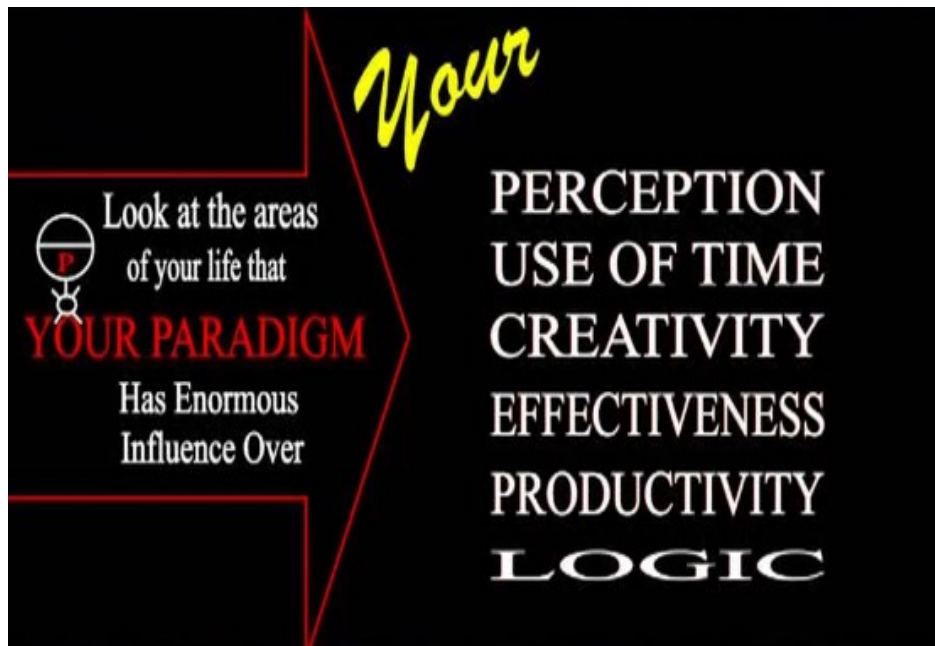 Look at the areas
of your life that
P
YOUR PARADIGM
Has Enormous
Influence Over
Your
PERCEPTION
USE OF TIME
CREATIVITY
EFFECTIVENESS
PRODUCTIVITY
LOGIC